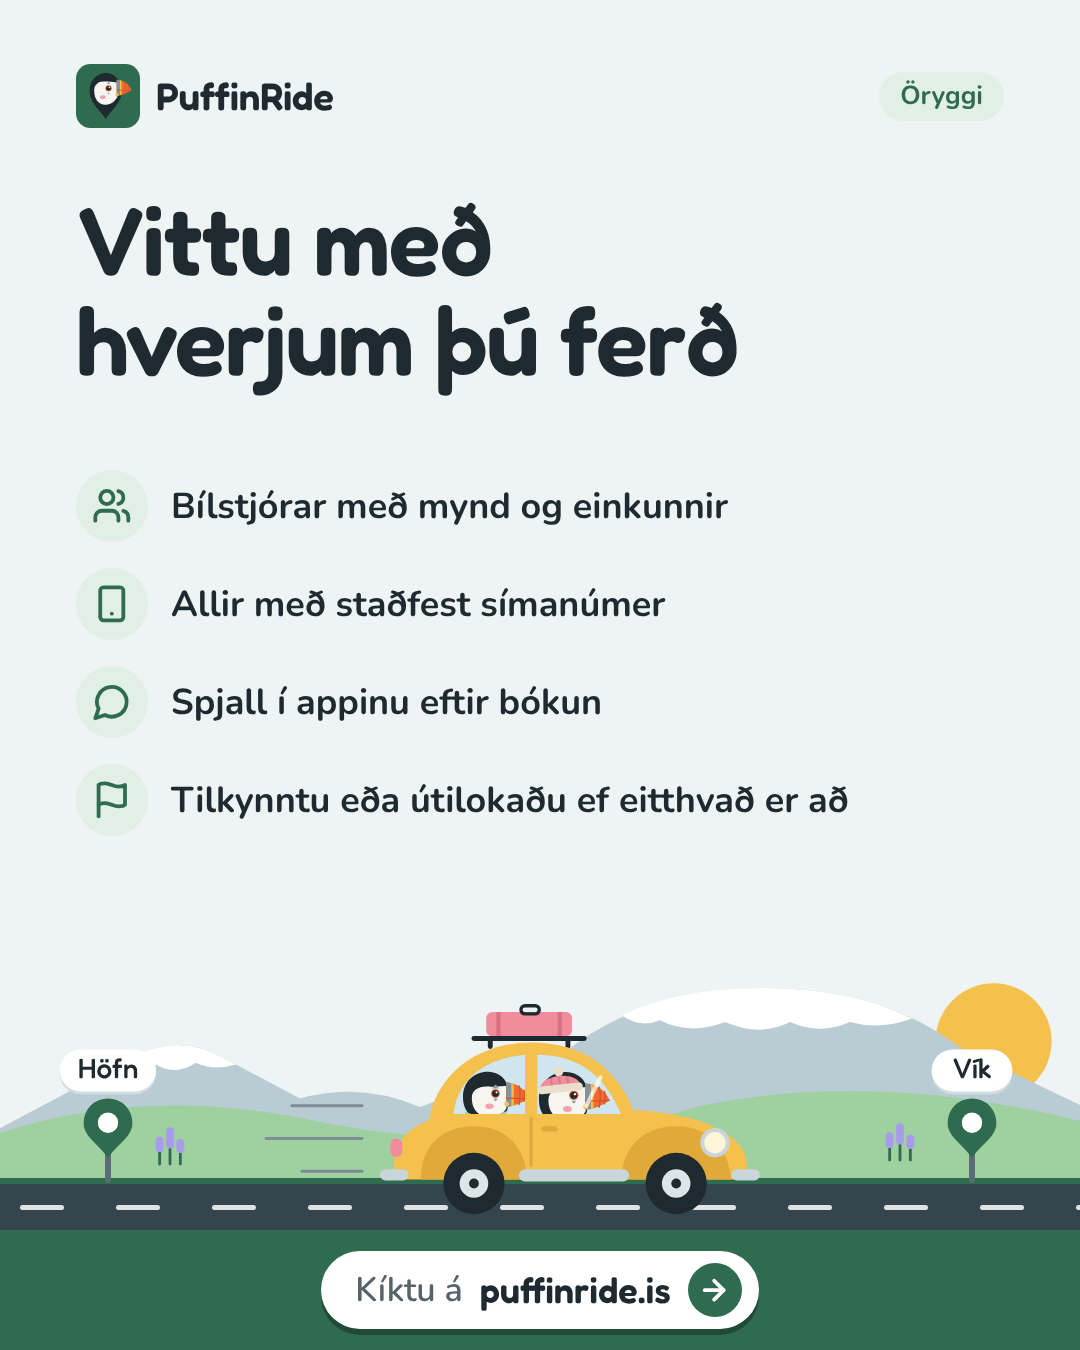 PuffinRide
Öryggi
Vittu með
hverjum þú ferð
Bílstjórar með mynd og einkunnir
Allir með staðfest símanúmer
Spjall í appinu eftir bókun
Tilkynntu eða útilokaðu ef eitthvað er að
Höfn
Vík
Kíktu á puffinride.is